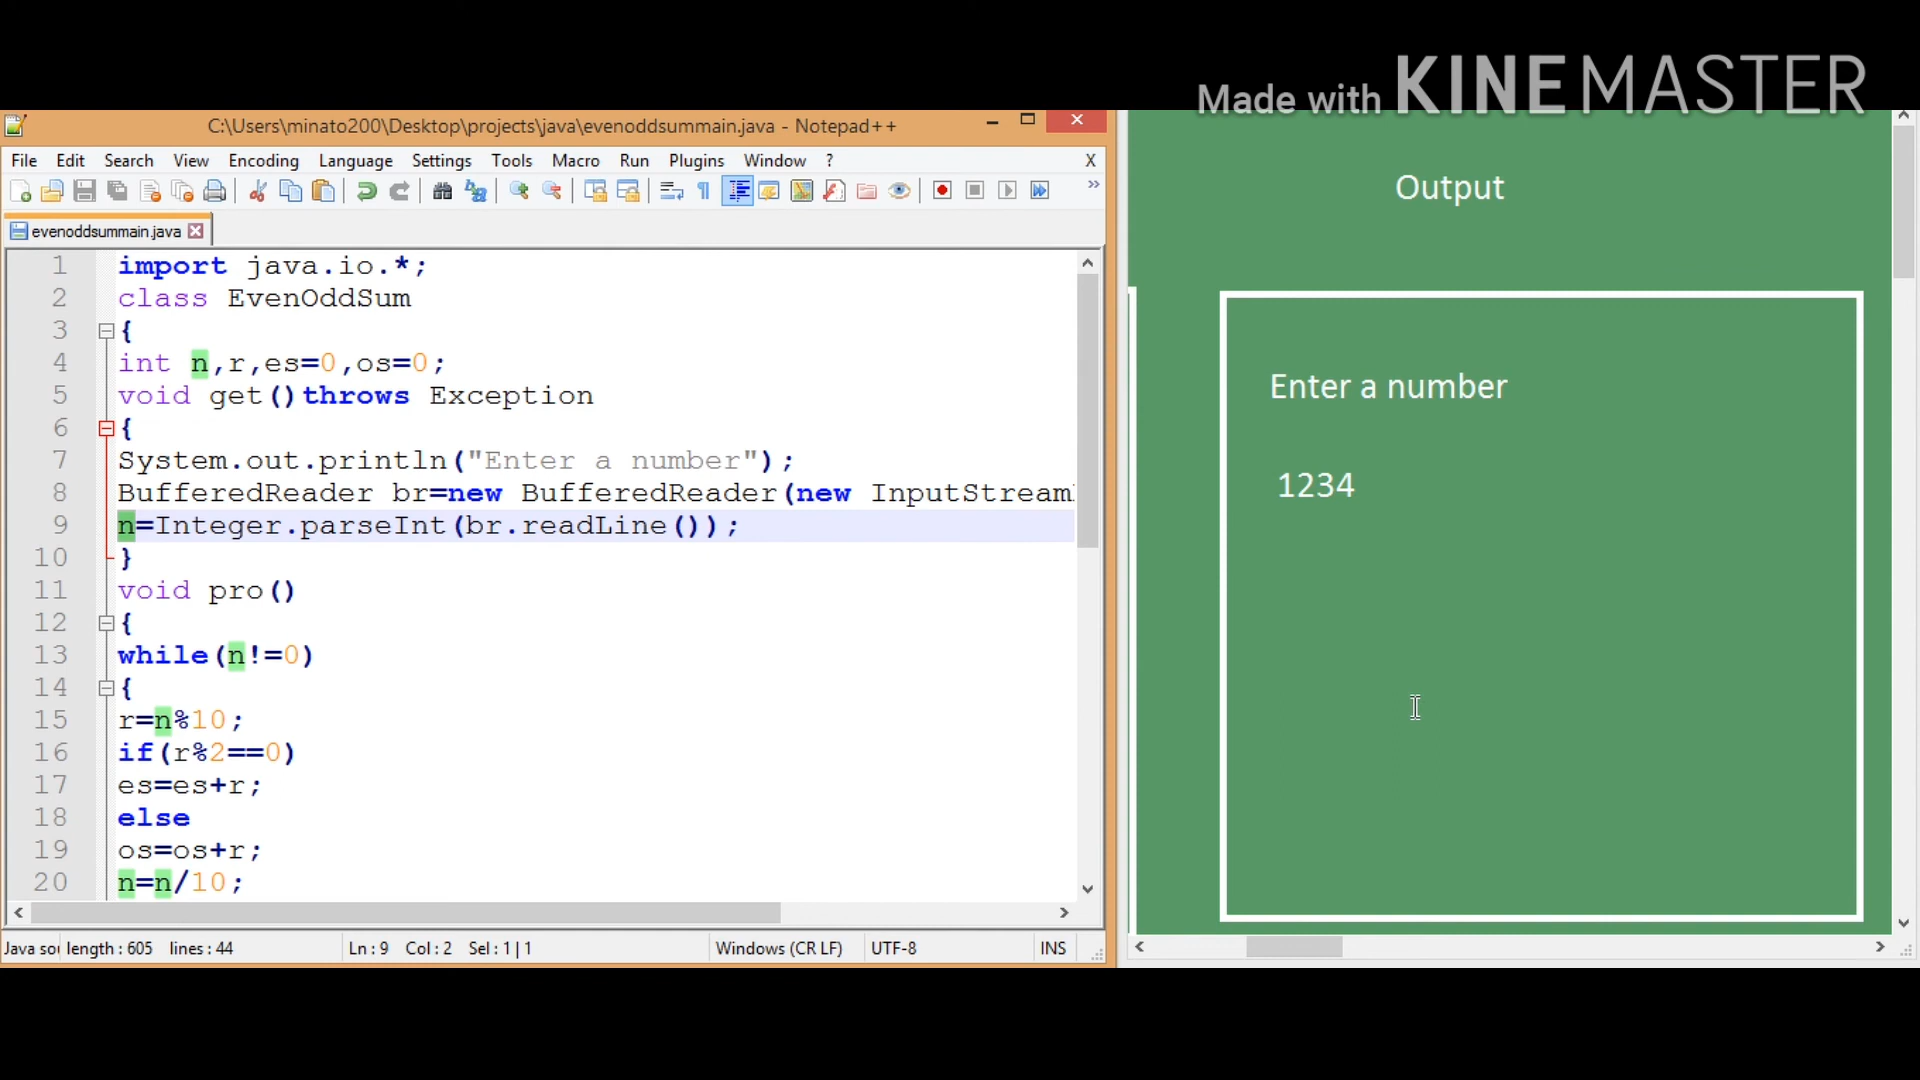 Made with KINEMASTER
C:\Users\minato200\Desktop\projects\java\evenoddsummain.java - Notepad++
File Edit Search View Encoding Language Settings Tools Macro Run Plugins Window ? X
evenoddsummain.java
1 import java.io.*;
2 class EvenOddSum
3 {
4 int n,r,es=0,os=0;
5 void get()throws Exception
6 {
7 System.out.println("Enter a number");
8 BufferedReader br=new BufferedReader(new InputStream
9 n=Integer.parseInt(br.readLine());
10 }
11 void pro()
12 {
13 while(n!=0)
14 {
15 r=n%10;
16 if(r%2==0)
17 es=es+r;
18 else
19 os=os+r;
20 n=n/10;
Java sou length : 605 lines : 44 Ln : 9 Col : 2 Sel : 1 | 1 Windows (CR LF) UTF-8 INS
Output
Enter a number
1234